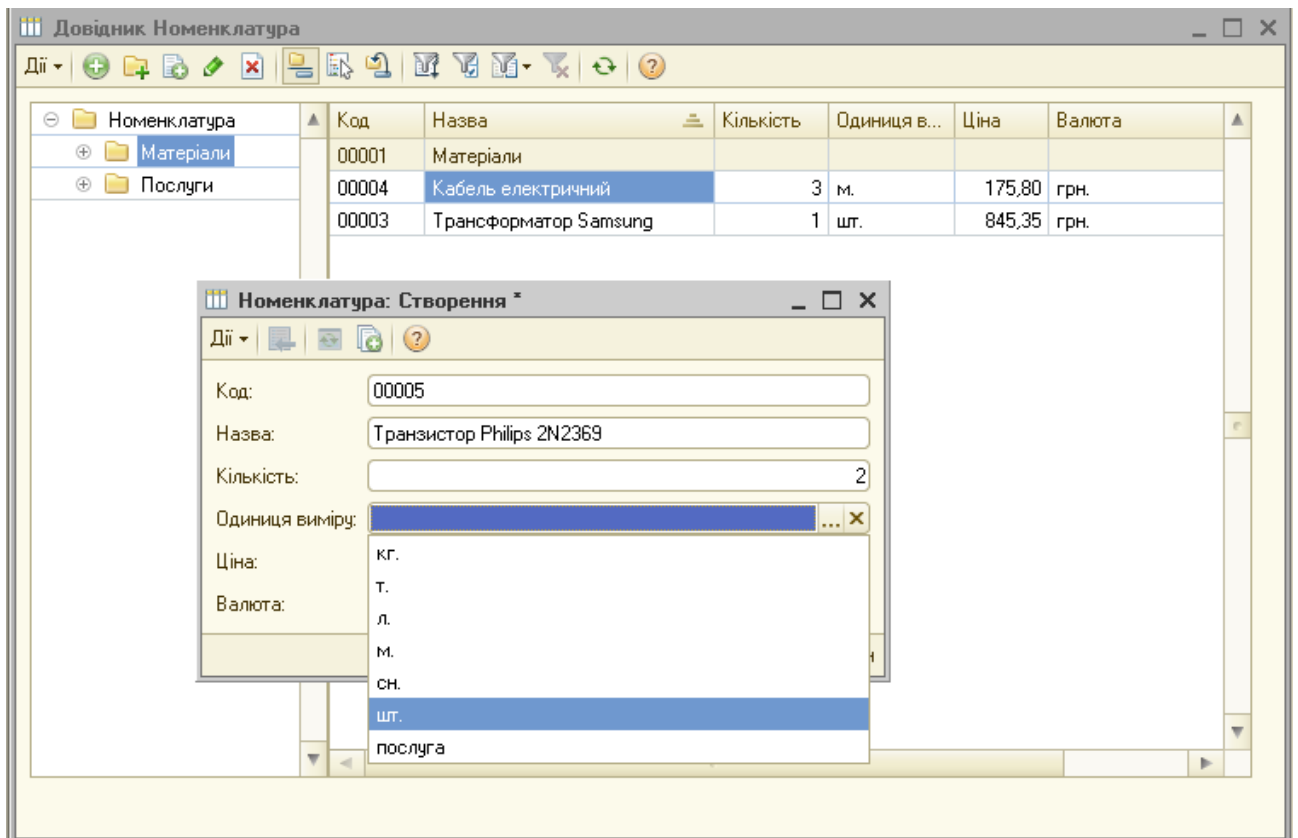 Довідник Номенклатура
Дії
Номенклатура
Матеріали
Послуги
Код Назва Кількість Одиниця в... Ціна Валюта
00001 Матеріали
00004 Кабель електричний 3 м. 175,80 грн.
00003 Трансформатор Samsung 1 шт. 845,35 грн.
Номенклатура: Створення *
Дії
Код: 00005
Назва: Транзистор Philips 2N2369
Кількість: 2
Одиниця виміру: ...
Ціна:
Валюта:
кг.
т.
л.
м.
сн.
шт.
послуга